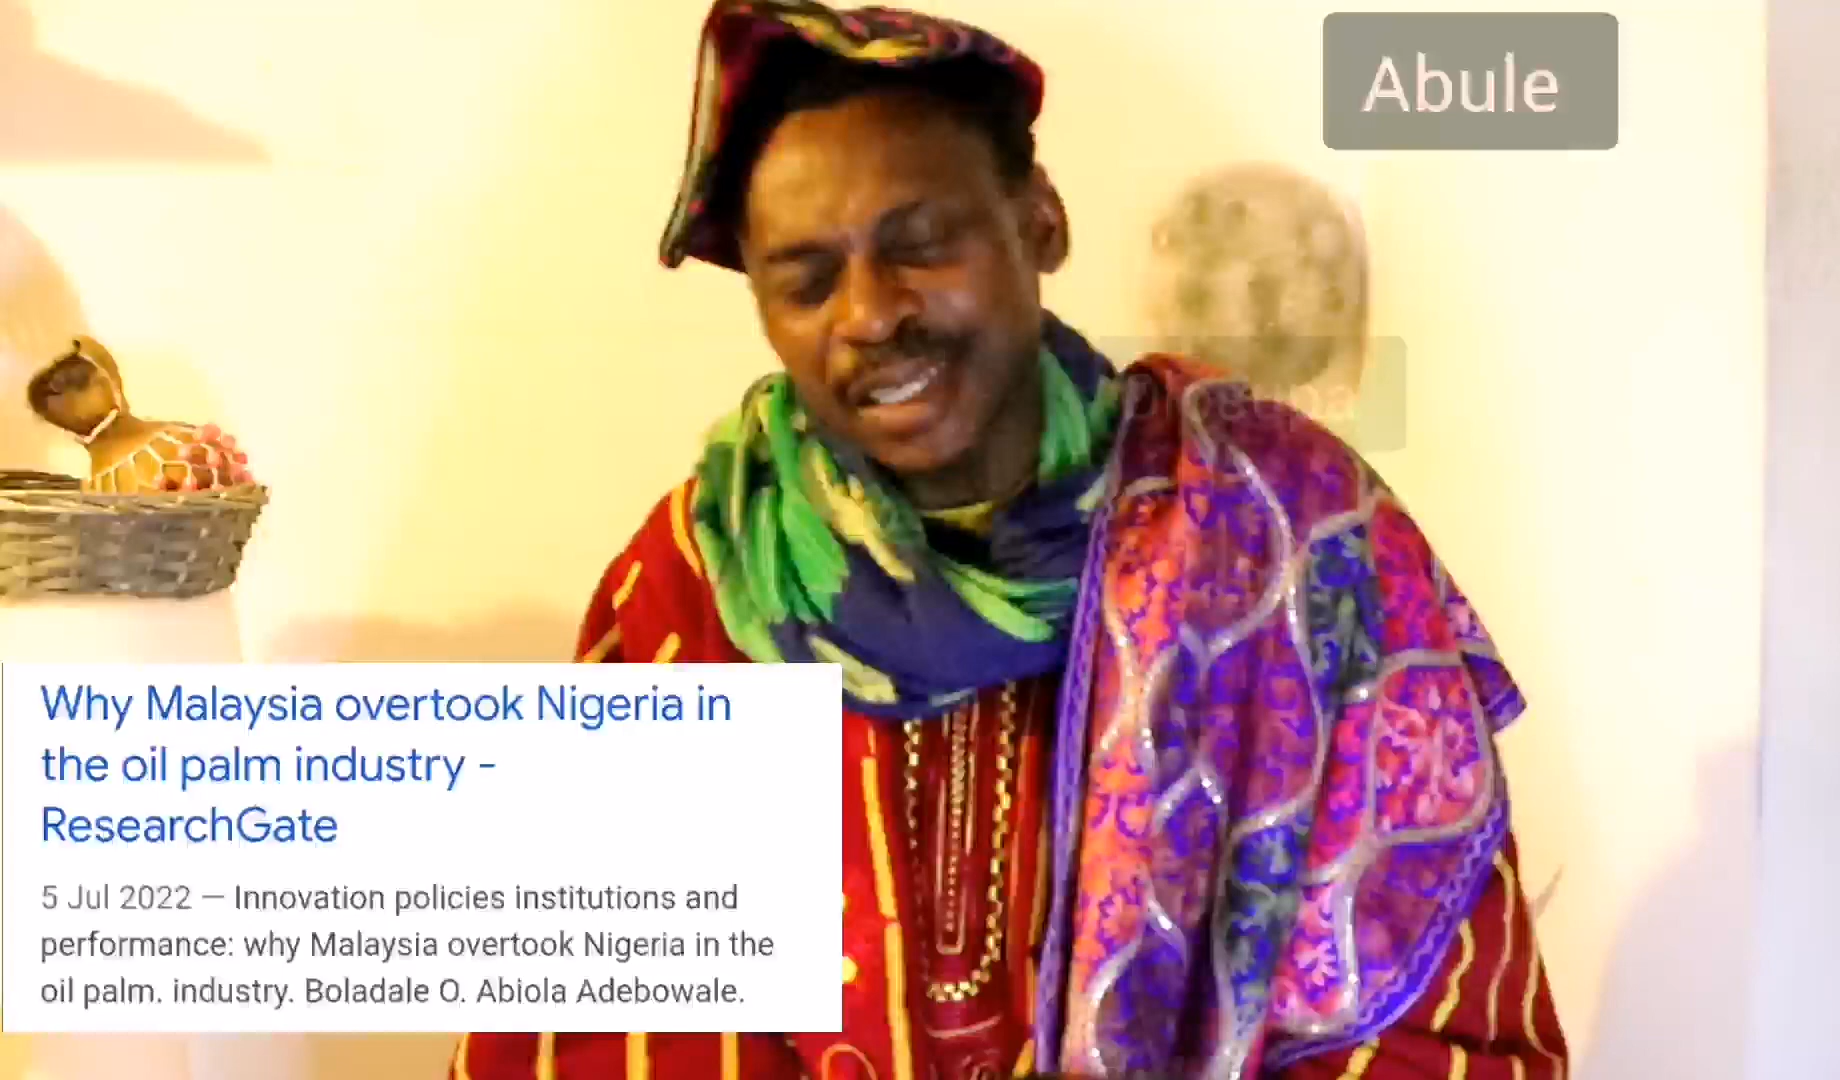 Abule
Why Malaysia overtook Nigeria in
the oil palm industry -
ResearchGate
5 Jul 2022 — Innovation policies institutions and
performance: why Malaysia overtook Nigeria in the
oil palm. industry. Boladale O. Abiola Adebowale.